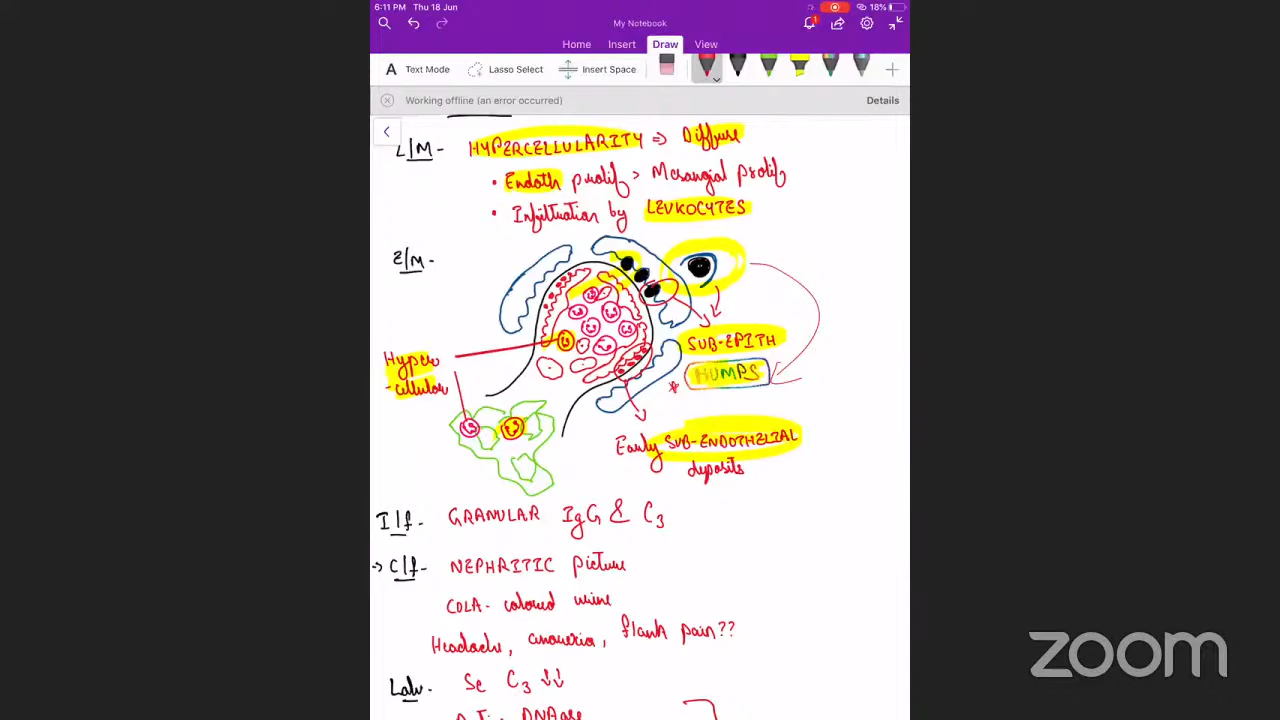 6:11 PM Thu 18 Jun
18%
My Notebook
1
Home Insert Draw View
A Text Mode Lasso Select Insert Space
Working offline (an error occurred) Details
L/M- HYPERCELLULARITY ⇒ Diffuse
• Endoth prolif > Mesangial prolif
• Infiltration by LEUKOCYTES
E/M-
SUB-EPITH
Hyper
-cellular
* HUMPS
Early SUB-ENDOTHELIAL
deposits
I/f- GRANULAR IgG & C3
→ C/f- NEPHRITIC picture
COLA-colored urine
Headache, anorexia, flank pain??
Lab- Se C3 ↓↓
DNAase
zoom